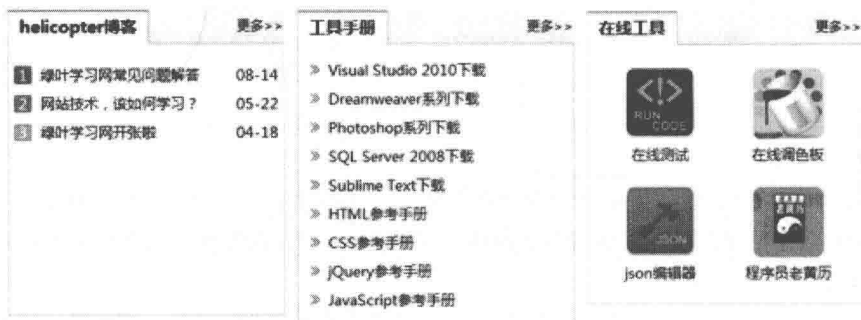 helicopter博客 更多>>
1 绿叶学习网常见问题解答 08-14
2 网站技术，该如何学习？ 05-22
3 绿叶学习网开张啦 04-18
工具手册 更多>>
» Visual Studio 2010下载
» Dreamweaver系列下载
» Photoshop系列下载
» SQL Server 2008下载
» Sublime Text下载
» HTML参考手册
» CSS参考手册
» jQuery参考手册
» JavaScript参考手册
在线工具 更多>>
<!>
RUN
CODE
在线测试
在线调色板
JSON
json编辑器
老黄历
程序员老黄历